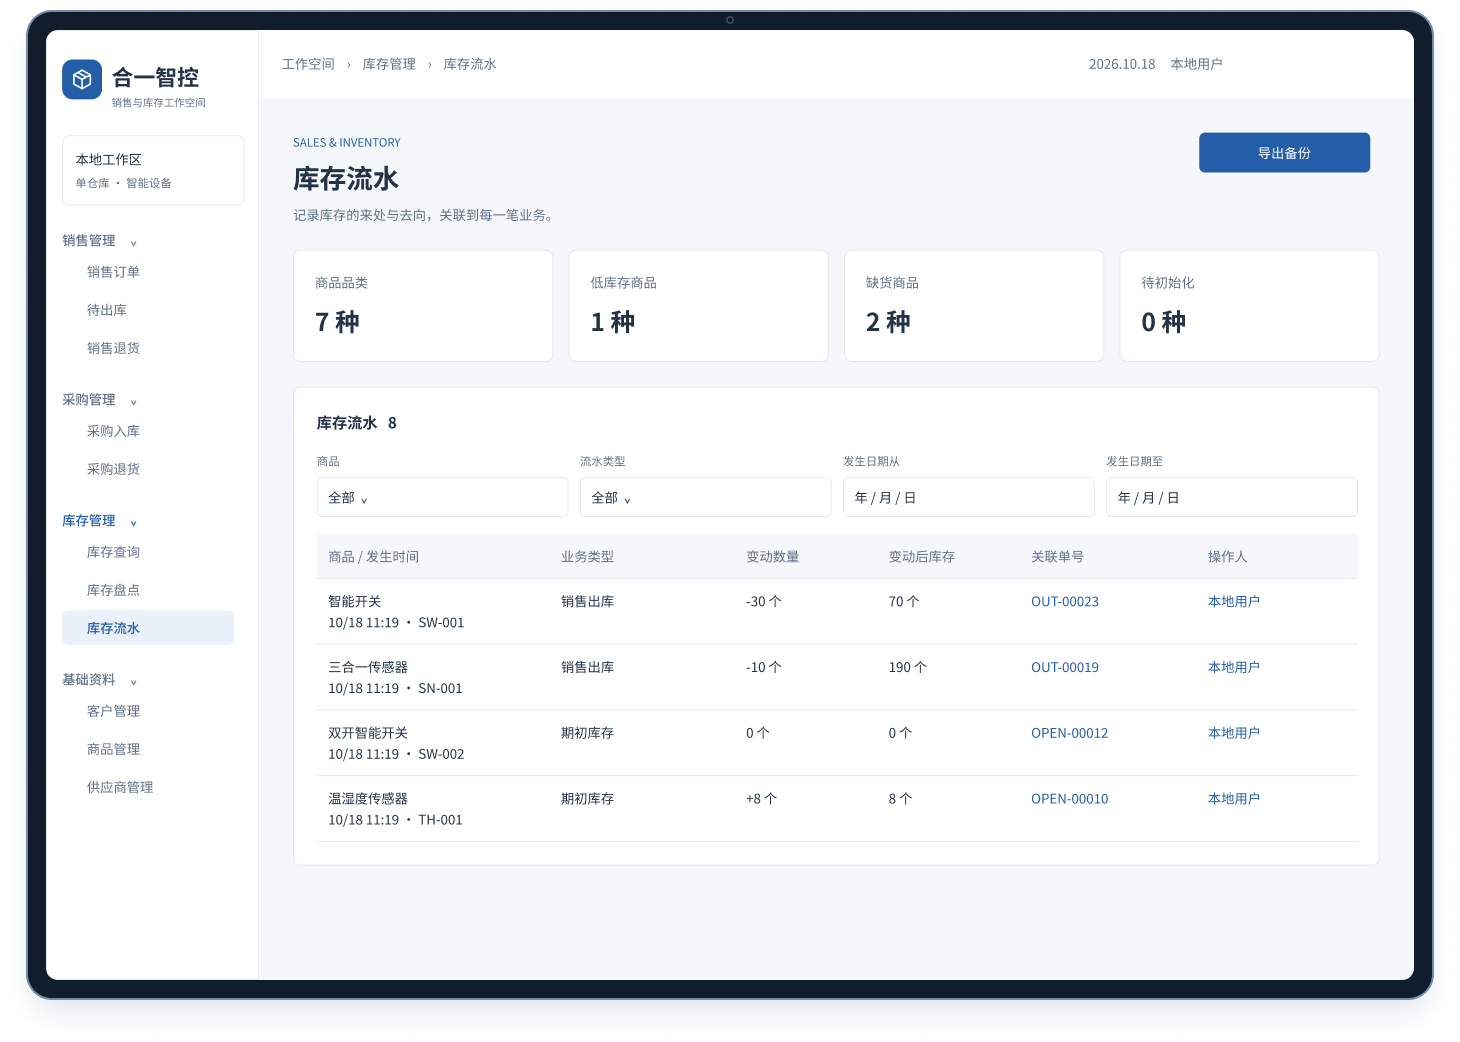 合一智控
销售与库存工作空间
本地工作区
单仓库 · 智能设备
销售管理
销售订单
待出库
销售退货
采购管理
采购入库
采购退货
库存管理
库存查询
库存盘点
库存流水
基础资料
客户管理
商品管理
供应商管理
工作空间 › 库存管理 › 库存流水
2026.10.18 本地用户
SALES & INVENTORY
库存流水
记录库存的来处与去向，关联到每一笔业务。
导出备份
商品品类
7 种
低库存商品
1 种
缺货商品
2 种
待初始化
0 种
库存流水 8
商品 流水类型 发生日期从 发生日期至
全部 全部 年 / 月 / 日 年 / 月 / 日
商品 / 发生时间 业务类型 变动数量 变动后库存 关联单号 操作人
智能开关 销售出库 -30 个 70 个 OUT-00023 本地用户
10/18 11:19 · SW-001
三合一传感器 销售出库 -10 个 190 个 OUT-00019 本地用户
10/18 11:19 · SN-001
双开智能开关 期初库存 0 个 0 个 OPEN-00012 本地用户
10/18 11:19 · SW-002
温湿度传感器 期初库存 +8 个 8 个 OPEN-00010 本地用户
10/18 11:19 · TH-001